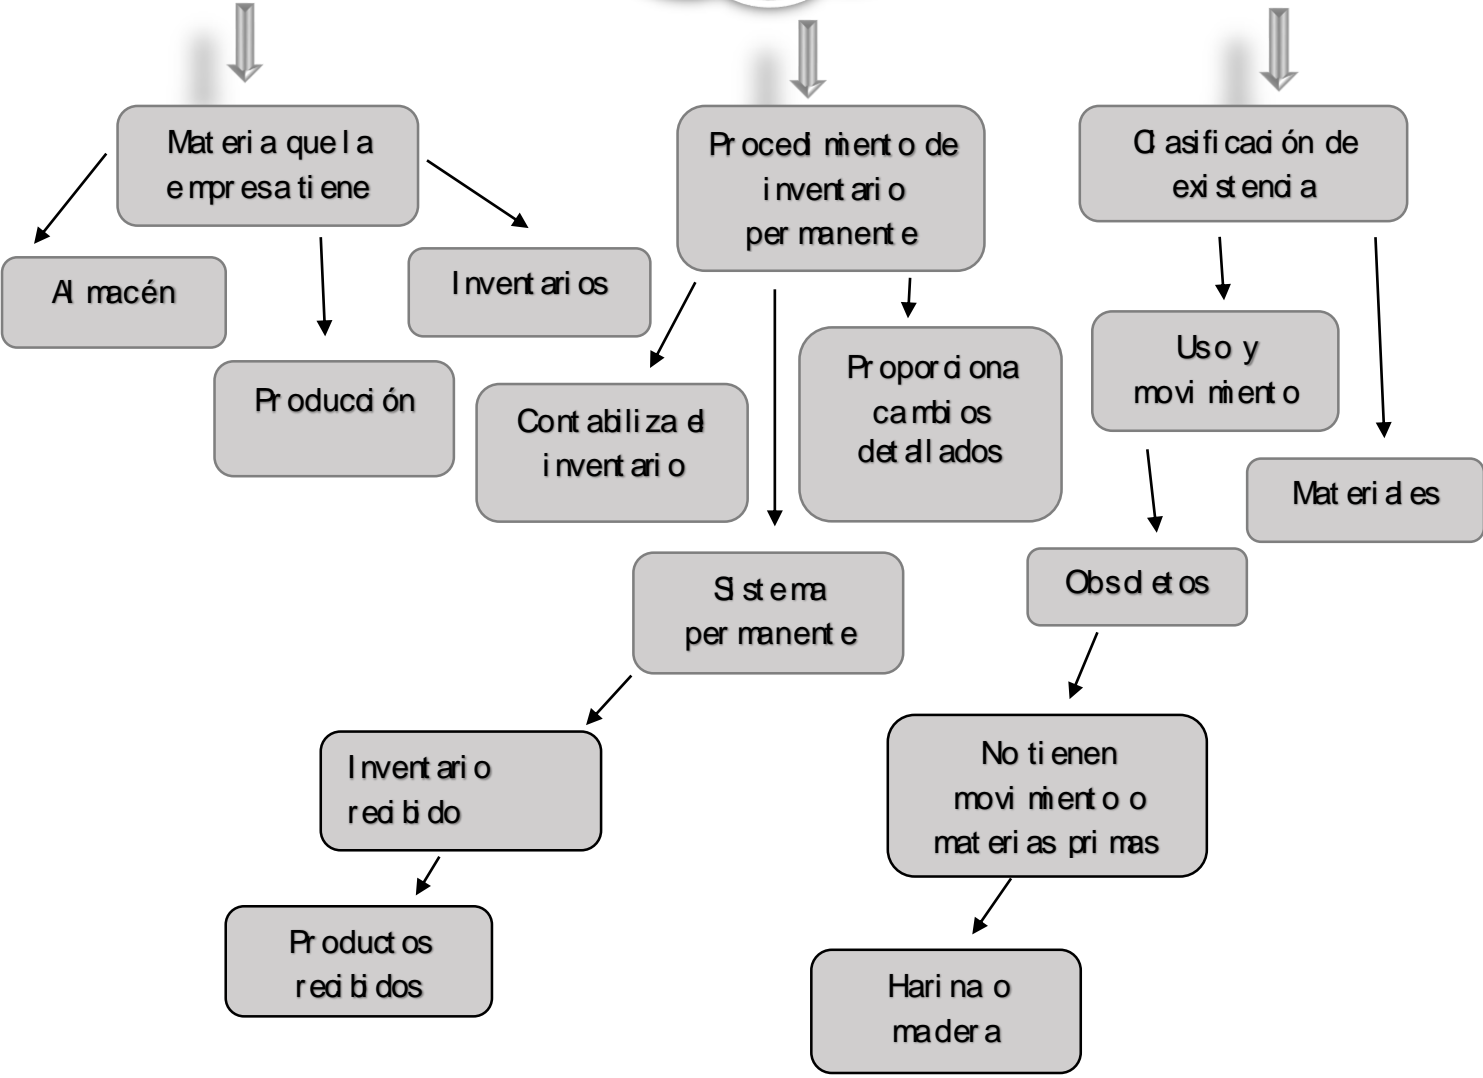 Materia que la
empresa tiene
Almacén
Producción
Inventarios
Procedimiento de
inventario
permanente
Contabiliza el
inventario
Proporciona
cambios
detallados
Sistema
permanente
Inventario
recibido
Productos
recibidos
Clasificación de
existencia
Uso y
movimiento
Materiales
Obsoletos
No tienen
movimiento o
materias primas
Harina o
madera